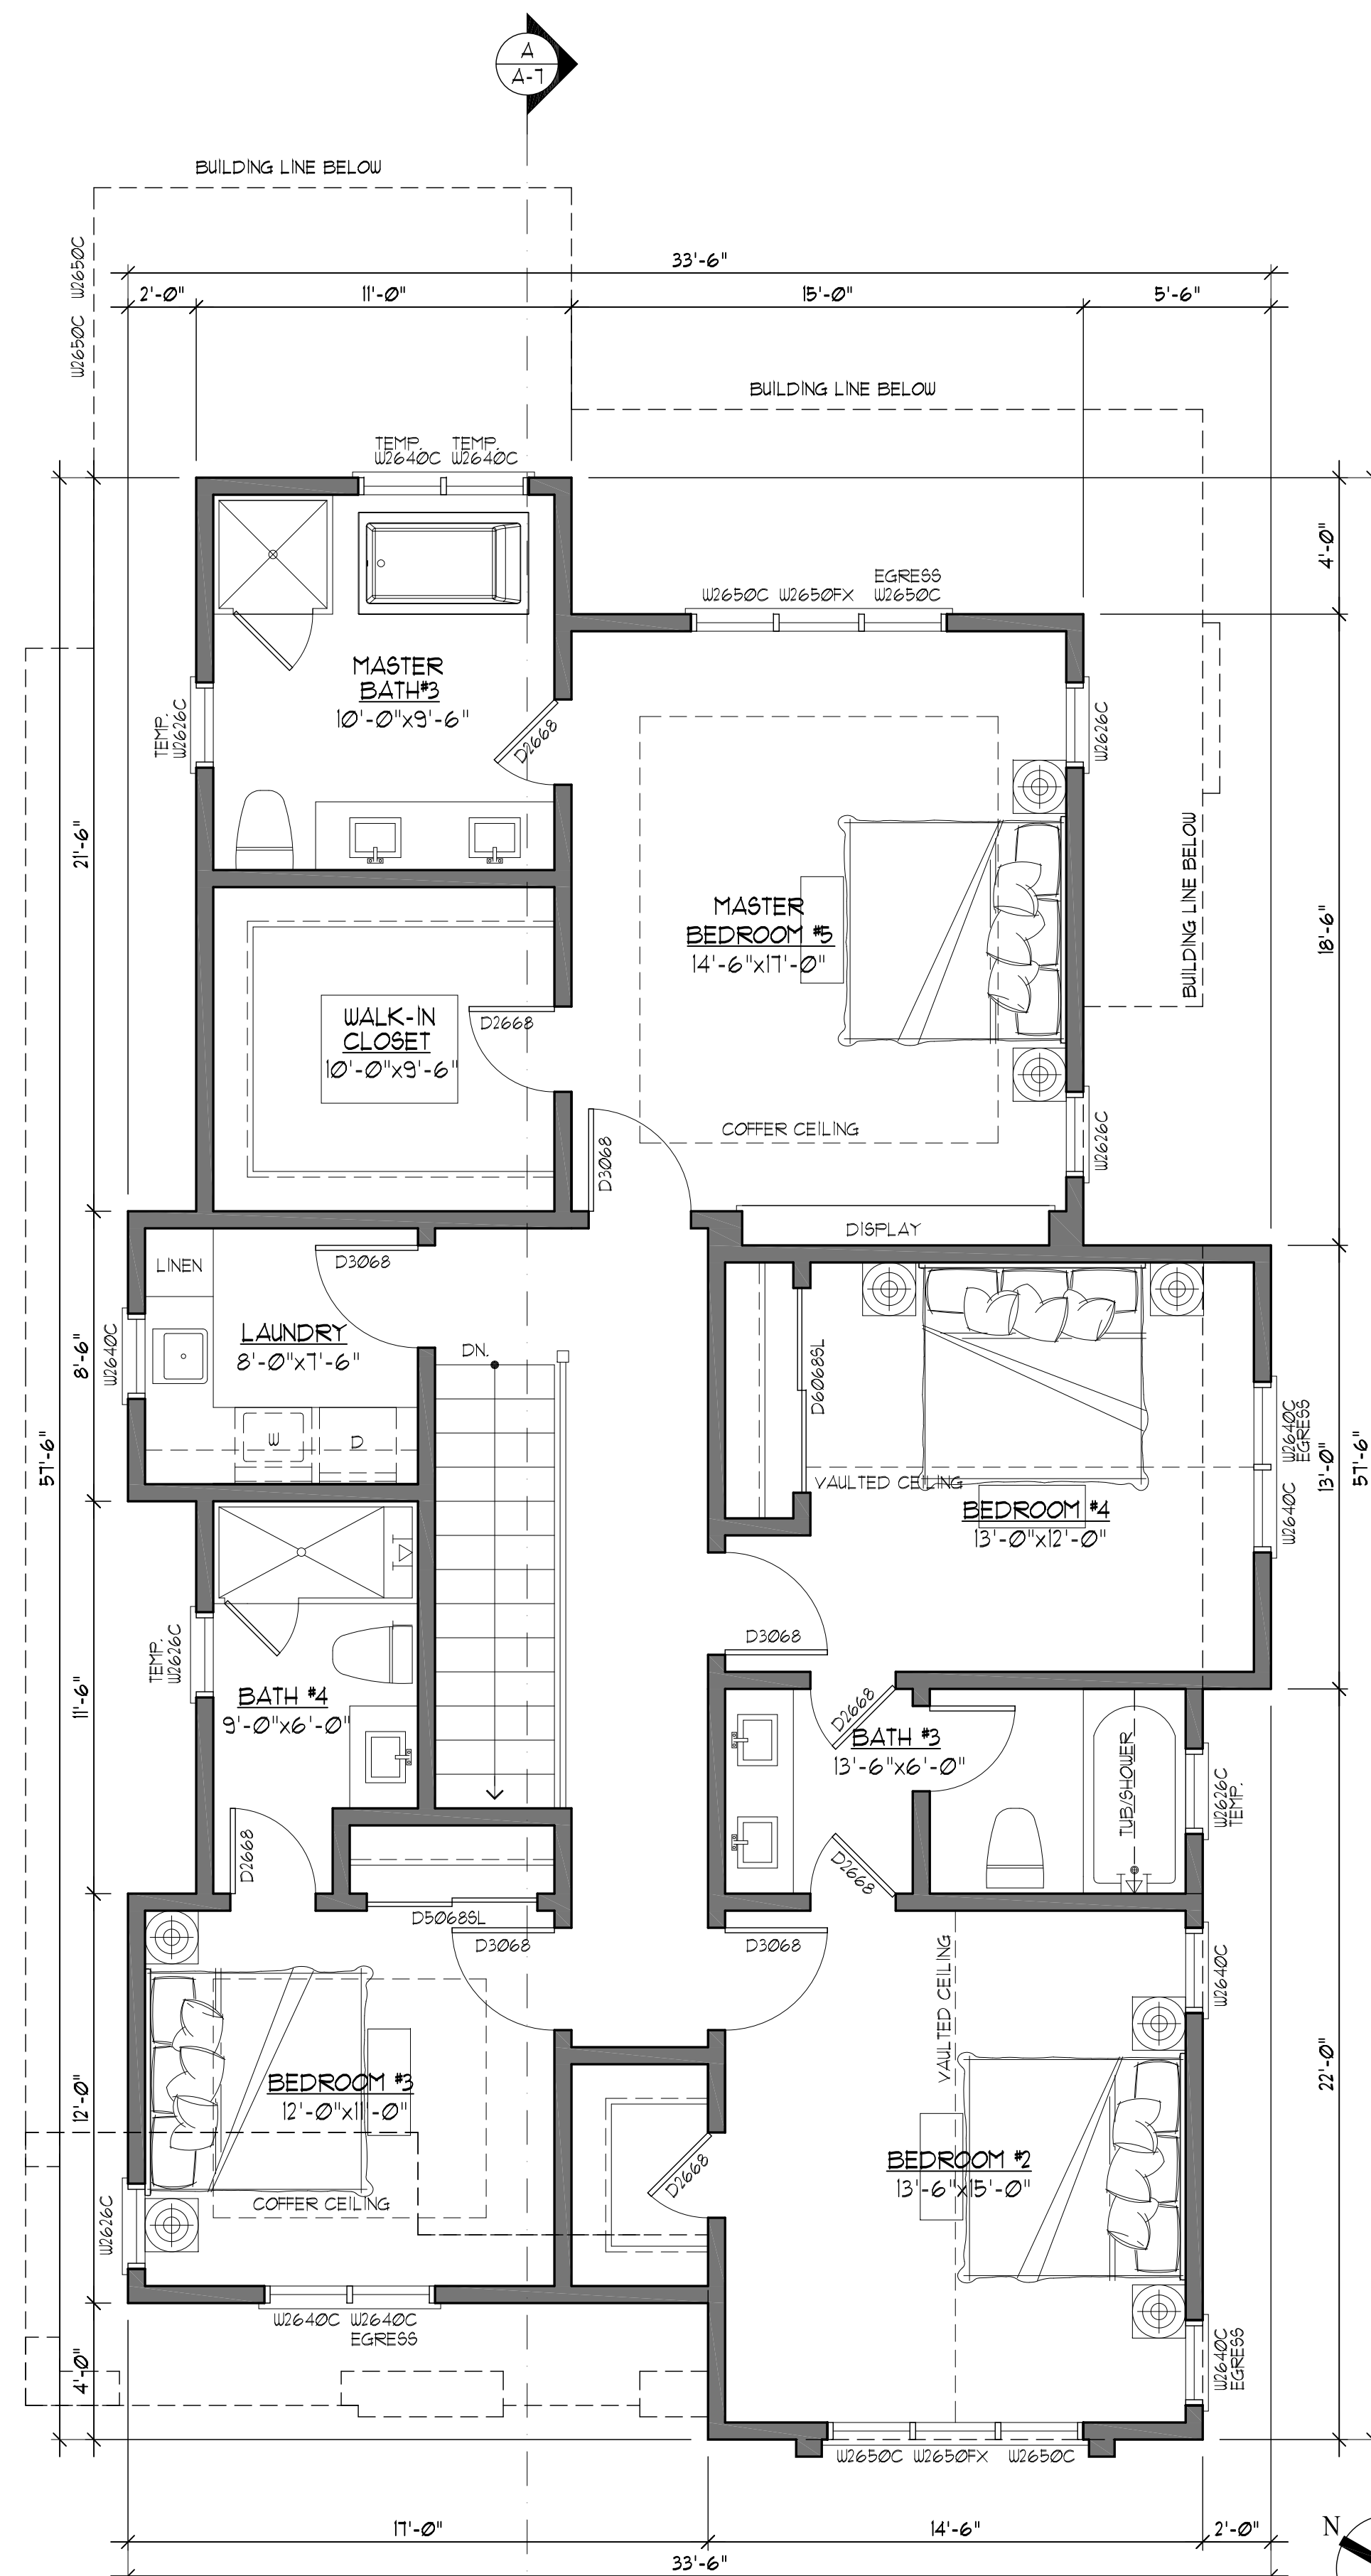 A
A-7
BUILDING LINE BELOW
W2650C W2650C
33'-6"
2'-0" 11'-0" 15'-0" 5'-6"
BUILDING LINE BELOW
TEMP. TEMP.
W2640C W2640C
4'-0"
EGRESS
W2650C W2650FX W2650C
MASTER
BATH#3
10'-0"x9'-6"
TEMP.
W2626C
D2668
W2626C
21'-6"
BUILDING LINE BELOW
MASTER
BEDROOM #5
14'-6"x17'-0"
18'-6"
WALK-IN
CLOSET
10'-0"x9'-6"
D2668
COFFER CEILING
W2626C
D3068
DISPLAY
LINEN
D3068
LAUNDRY
8'-0"x7'-6"
W2640C
8'-6"
DN.
D6068SL
W D
57'-6"
VAULTED CEILING
BEDROOM #4
13'-0"x12'-0"
W2640C W2640C
EGRESS
13'-0"
57'-6"
TEMP.
W2626C
D3068
BATH #4
9'-0"x6'-0"
11'-6"
D2668
BATH #3
13'-6"x6'-0"
TUB/SHOWER
W2626C
TEMP.
D2668
D2668
D5068SL
D3068
D3068
VAULTED CEILING
W2640C
BEDROOM #3
12'-0"x11'-0"
12'-0"
22'-0"
D2668
BEDROOM #2
13'-6"x15'-0"
COFFER CEILING
W2626C
W2640C W2640C
EGRESS
W2640C
EGRESS
4'-0"
W2650C W2650FX W2650C
17'-0" 14'-6" 2'-0"
33'-6"
N